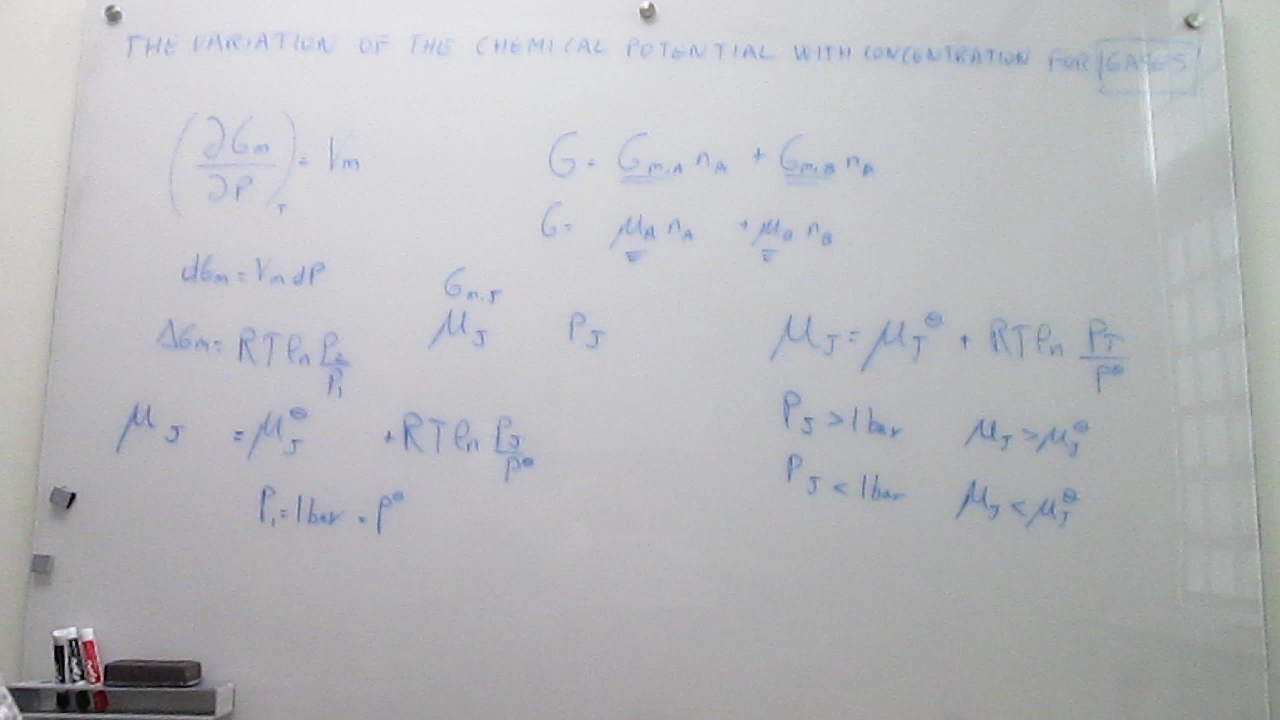 THE VARIATION OF THE CHEMICAL POTENTIAL WITH CONCENTRATION FOR GASES
(∂Gm/∂P)T = Vm
G = Gm,A nA + Gm,B nB
G = μA nA + μB nB
dGm = Vm dP
Gm,J
μJ PJ
ΔGm = RT ln P2/P1
μJ = μJ⊖ + RT ln PJ/P⊖
P1 = 1 bar = P⊖
μJ = μJ⊖ + RT ln PJ/P⊖
PJ > 1 bar μJ > μJ⊖
PJ < 1 bar μJ < μJ⊖